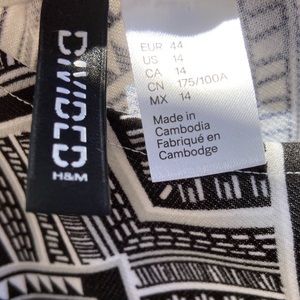 DIVIDED
H&M
EUR 44
US 14
CA 14
CN 175/100A
MX 14
Made in
Cambodia
Fabriqué en
Cambodge